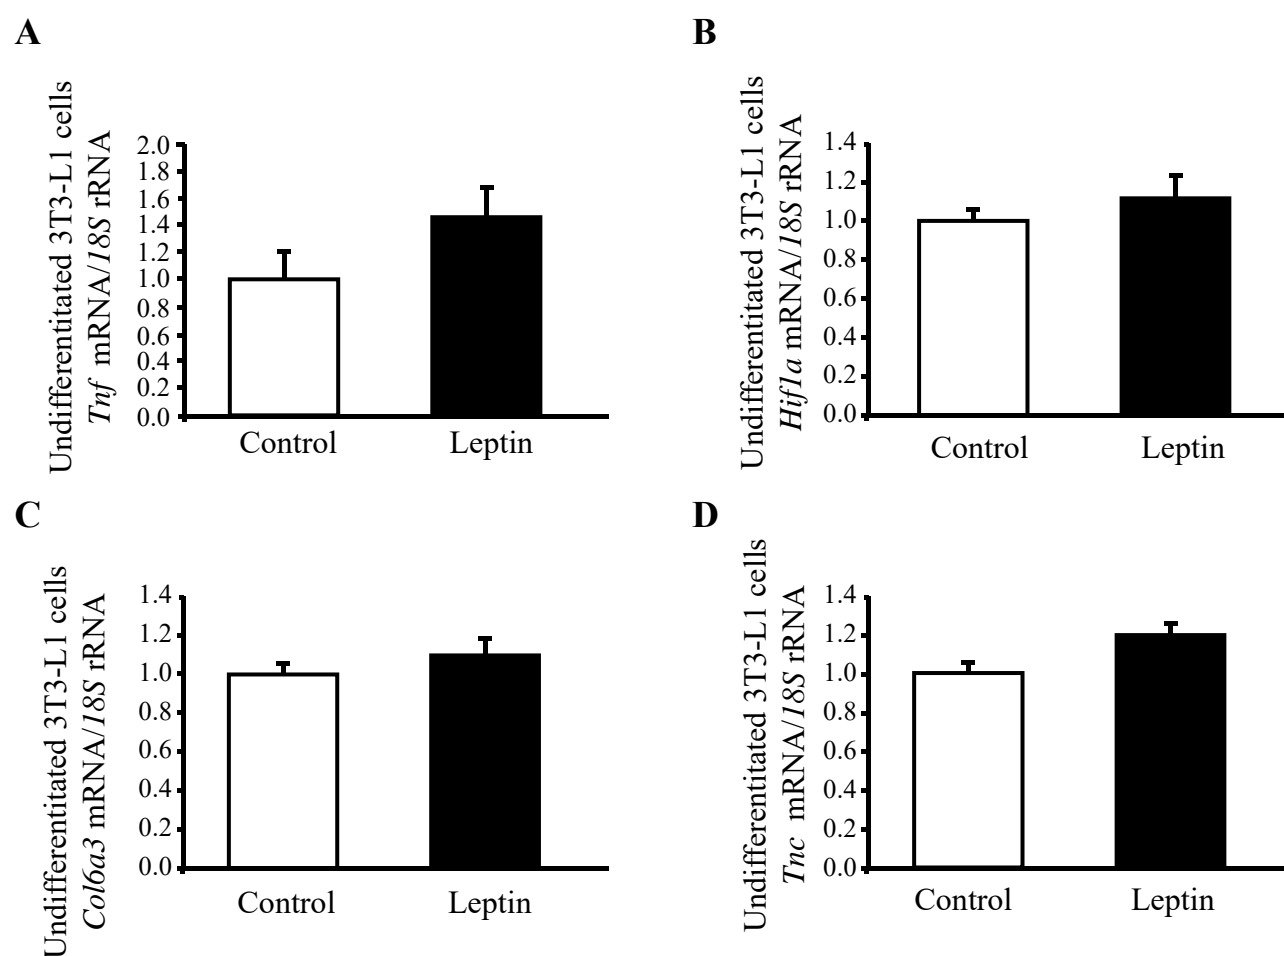 A
Undifferentitated 3T3-L1 cells
Tnf mRNA/18S rRNA
2.0
1.8
1.6
1.4
1.2
1.0
0.8
0.6
0.4
0.2
0.0
Control
Leptin
B
Undifferentitated 3T3-L1 cells
Hif1a mRNA/18S rRNA
1.4
1.2
1.0
0.8
0.6
0.4
0.2
0.0
Control
Leptin
C
Undifferentitated 3T3-L1 cells
Col6a3 mRNA/18S rRNA
1.4
1.2
1.0
0.8
0.6
0.4
0.2
0.0
Control
Leptin
D
Undifferentitated 3T3-L1 cells
Tnc mRNA/18S rRNA
1.4
1.2
1.0
0.8
0.6
0.4
0.2
0.0
Control
Leptin